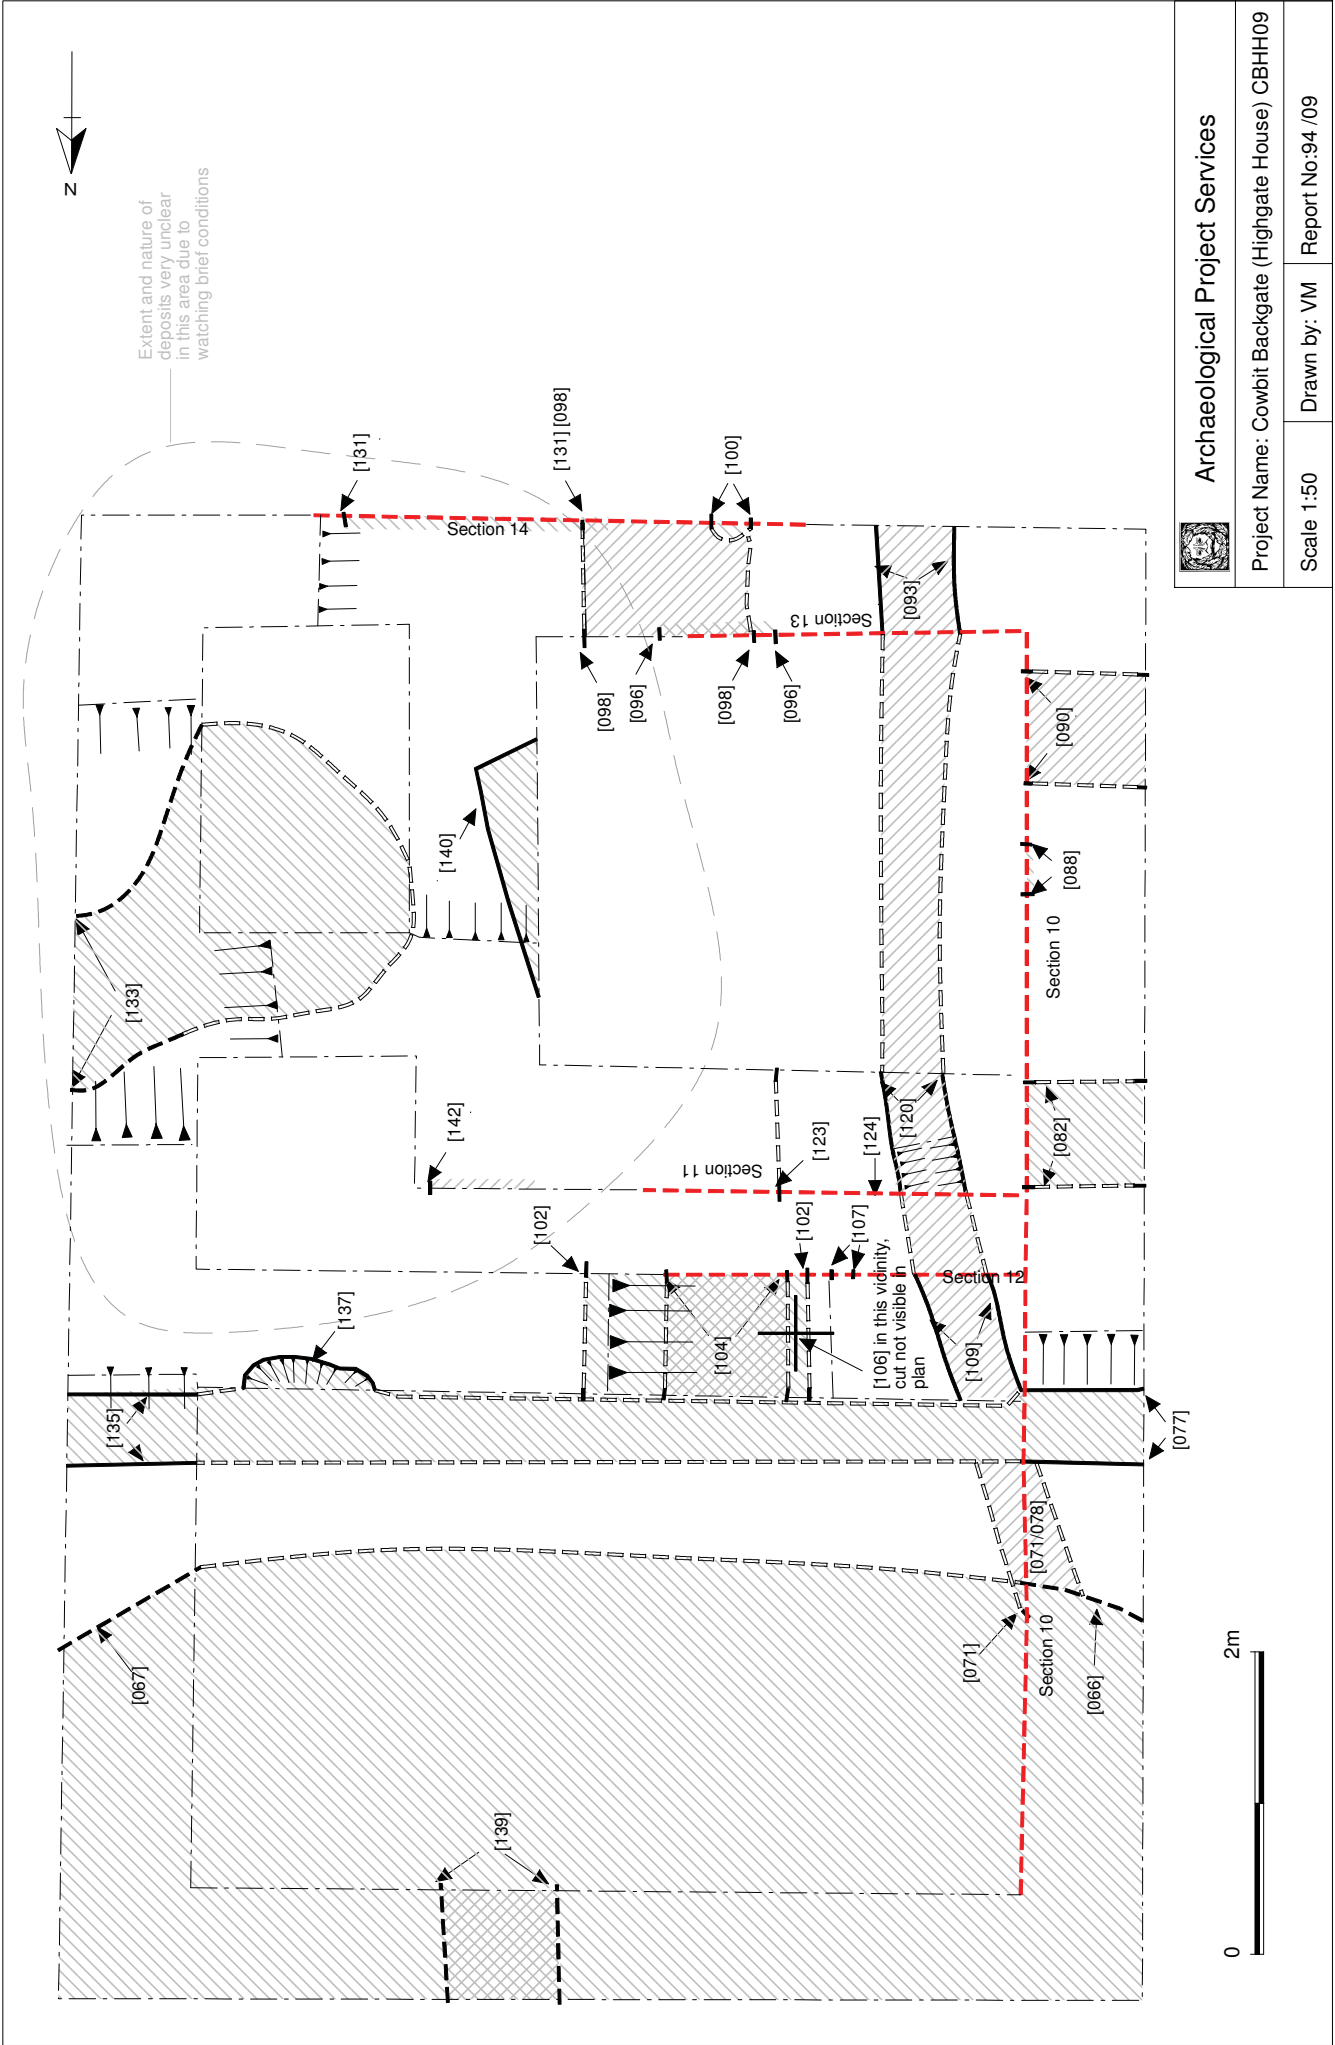 N
Extent and nature of
deposits very unclear
in this area due to
watching brief conditions
[131]
[131] [098]
[100]
Section 14
[093]
Section 13
[098]
[096]
[098]
[096]
[090]
[140]
[088]
[133]
Section 10
[142]
[123]
[124]
[120]
[082]
Section 11
[102]
[102]
[107]
[137]
[104]
[106] in this vicinity,
cut not visible in
plan
Section 12
[109]
[135]
[077]
[071/078]
[067]
[071]
Section 10
[066]
[139]
0
2m
Archaeological Project Services
Project Name: Cowbit Backgate (Highgate House) CBHH09
Scale 1:50
Drawn by: VM
Report No:94 /09